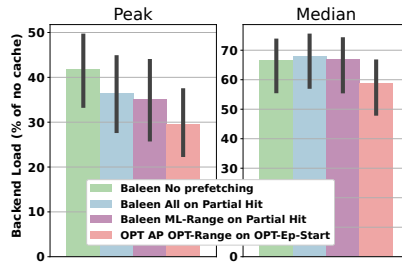 Peak
Median
Backend Load (% of no cache)
50
40
30
20
10
0
70
60
50
40
30
0
Baleen No prefetching
Baleen All on Partial Hit
Baleen ML-Range on Partial Hit
OPT AP OPT-Range on OPT-Ep-Start